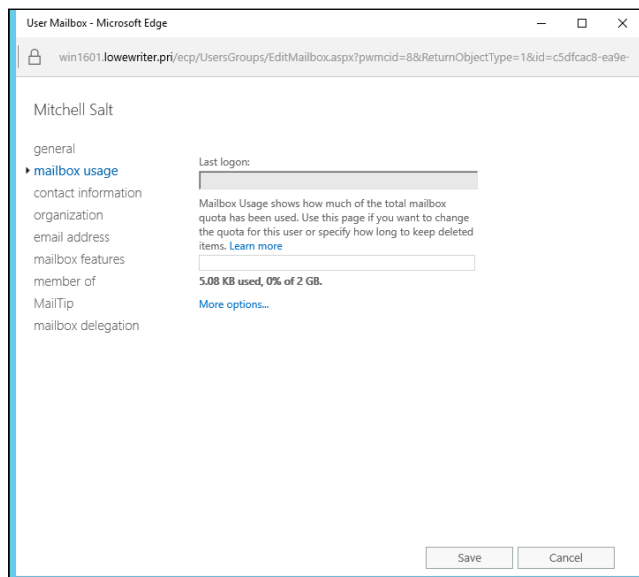 User Mailbox - Microsoft Edge
win1601.lowewriter.pri/ecp/UsersGroups/EditMailbox.aspx?pwmcid=8&ReturnObjectType=1&id=c5dfcac8-ea9e-
Mitchell Salt
general
mailbox usage
contact information
organization
email address
mailbox features
member of
MailTip
mailbox delegation
Last logon:
Mailbox Usage shows how much of the total mailbox
quota has been used. Use this page if you want to change
the quota for this user or specify how long to keep deleted
items. Learn more
5.08 KB used, 0% of 2 GB.
More options...
Save
Cancel